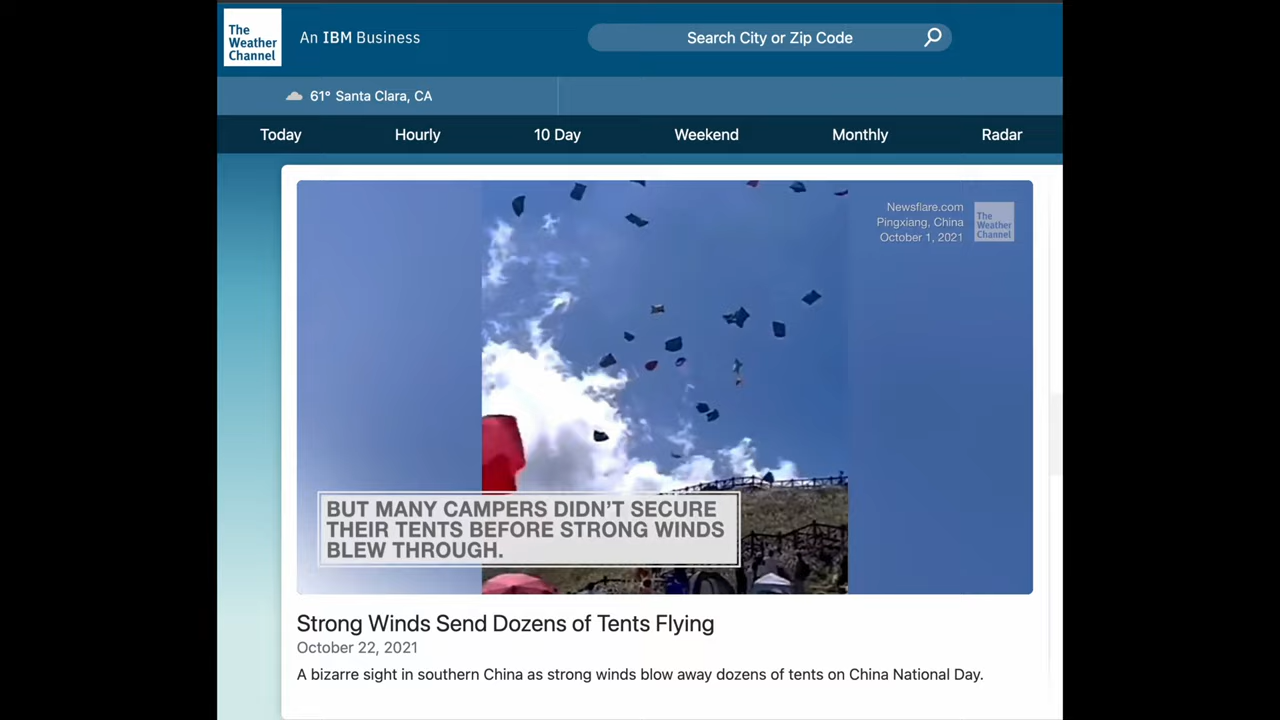 The
Weather
Channel
An IBM Business
Search City or Zip Code
61° Santa Clara, CA
Today Hourly 10 Day Weekend Monthly Radar
Newsflare.com
Pingxiang, China
October 1, 2021
The
Weather
Channel
BUT MANY CAMPERS DIDN'T SECURE
THEIR TENTS BEFORE STRONG WINDS
BLEW THROUGH.
Strong Winds Send Dozens of Tents Flying
October 22, 2021
A bizarre sight in southern China as strong winds blow away dozens of tents on China National Day.